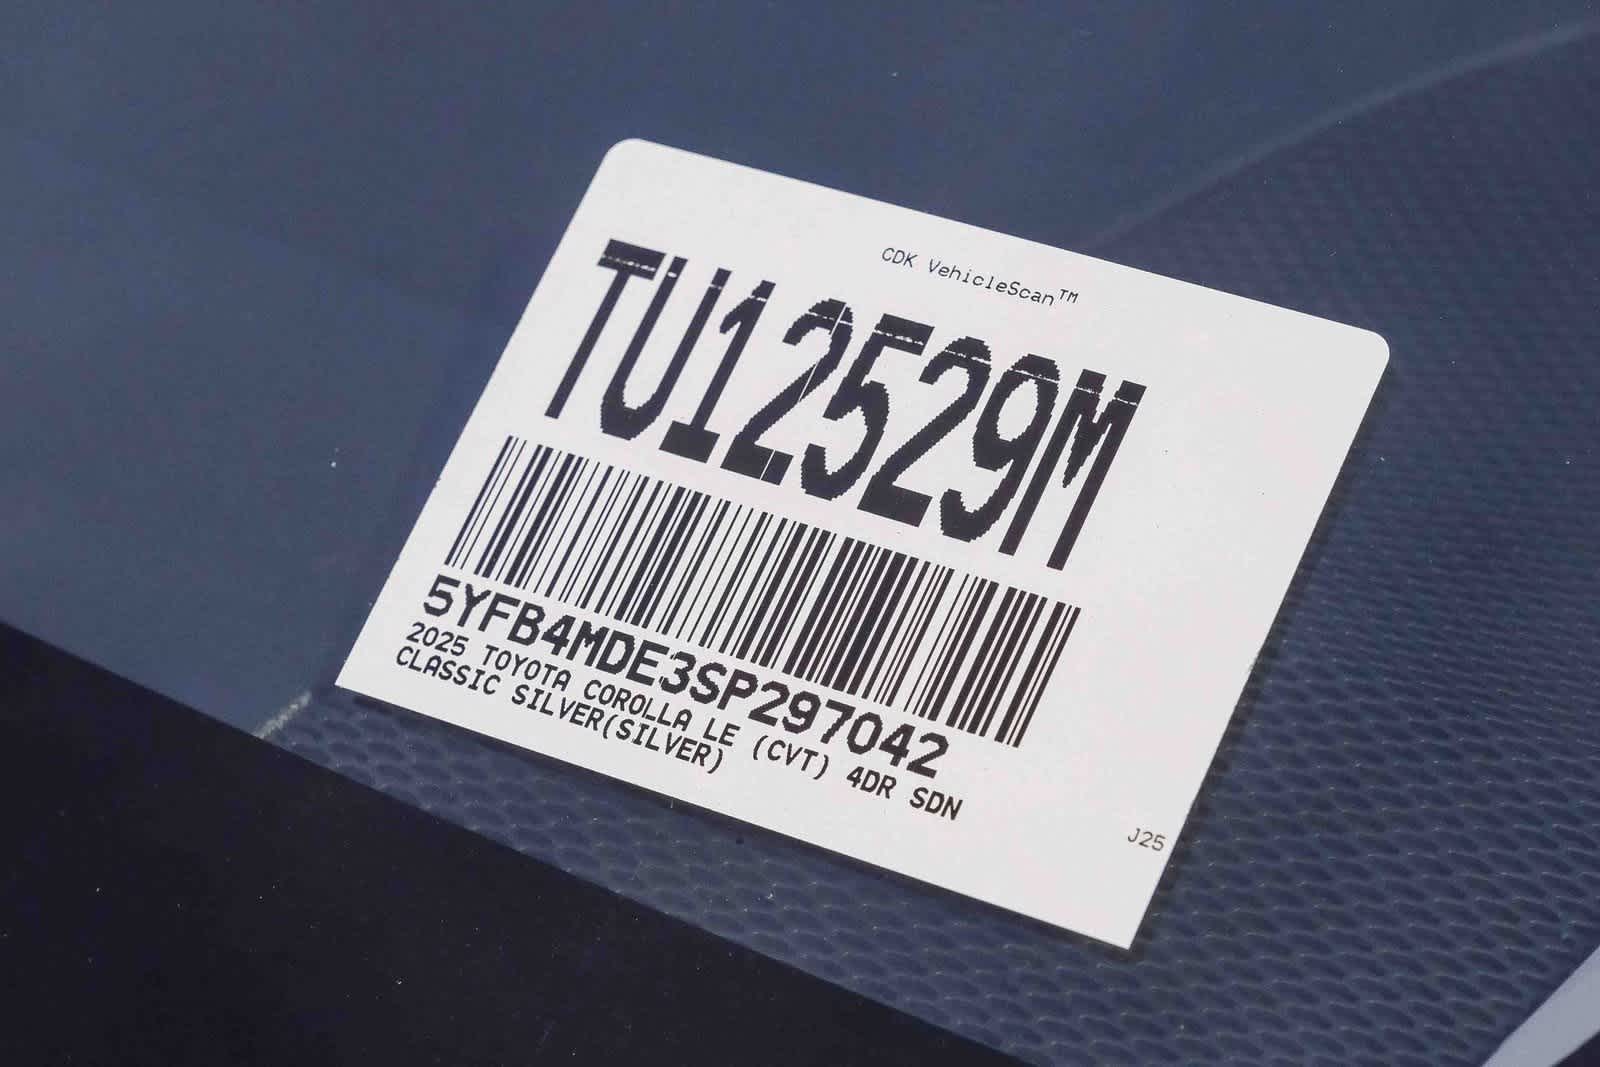 CDK VehicleScan™
TU12529M
5YFB4MDE3SP297042
2025 TOYOTA COROLLA LE (CVT) 4DR SDN
CLASSIC SILVER(SILVER)
J25